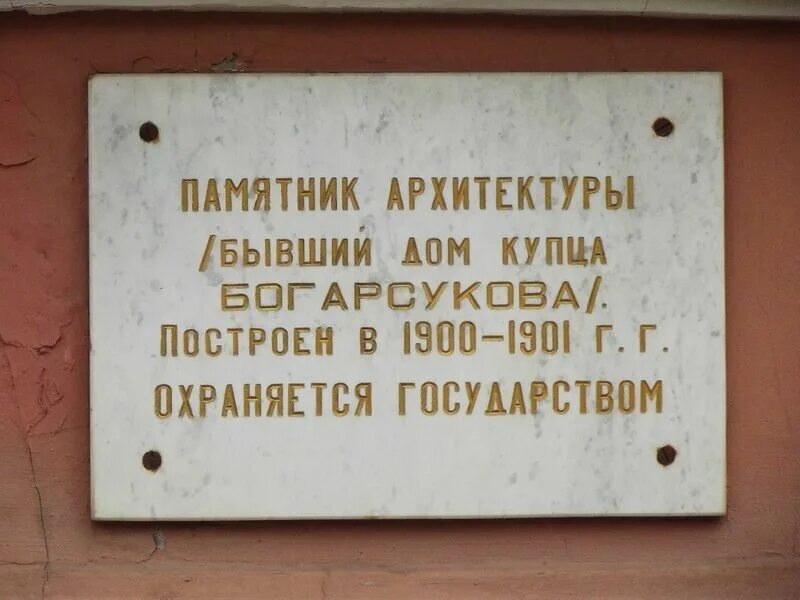 ПАМЯТНИК АРХИТЕКТУРЫ
/БЫВШИЙ ДОМ КУПЦА
БОГАРСУКОВА/.
ПОСТРОЕН В 1900-1901 Г. Г.
ОХРАНЯЕТСЯ ГОСУДАРСТВОМ